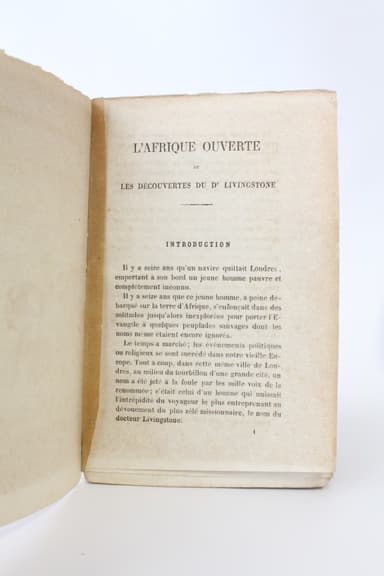 L'AFRIQUE OUVERTE
OU
LES DÉCOUVERTES DU Dr LIVINGSTONE
INTRODUCTION
Il y a seize ans qu'un navire quittait Londres,
emportant à son bord un jeune homme pauvre et
complètement inconnu.
Il y a seize ans que ce jeune homme, à peine dé-
barqué sur la terre d'Afrique, s'enfonçait dans des
solitudes jusqu'alors inexplorées pour porter l'É-
vangile à quelques peuplades sauvages dont les
noms même étaient encore ignorés.
Le temps a marché; les événements politiques
ou religieux se sont succédé dans notre vieille Eu-
rope. Tout à coup, dans cette même ville de Lon-
dres, au milieu du tourbillon d'une grande cité, un
nom a été jeté à la foule par les mille voix de la
renommée; c'était celui d'un homme qui unissait
l'intrépidité du voyageur le plus entreprenant au
dévouement du plus zélé missionnaire, le nom du
docteur Livingstone.
1